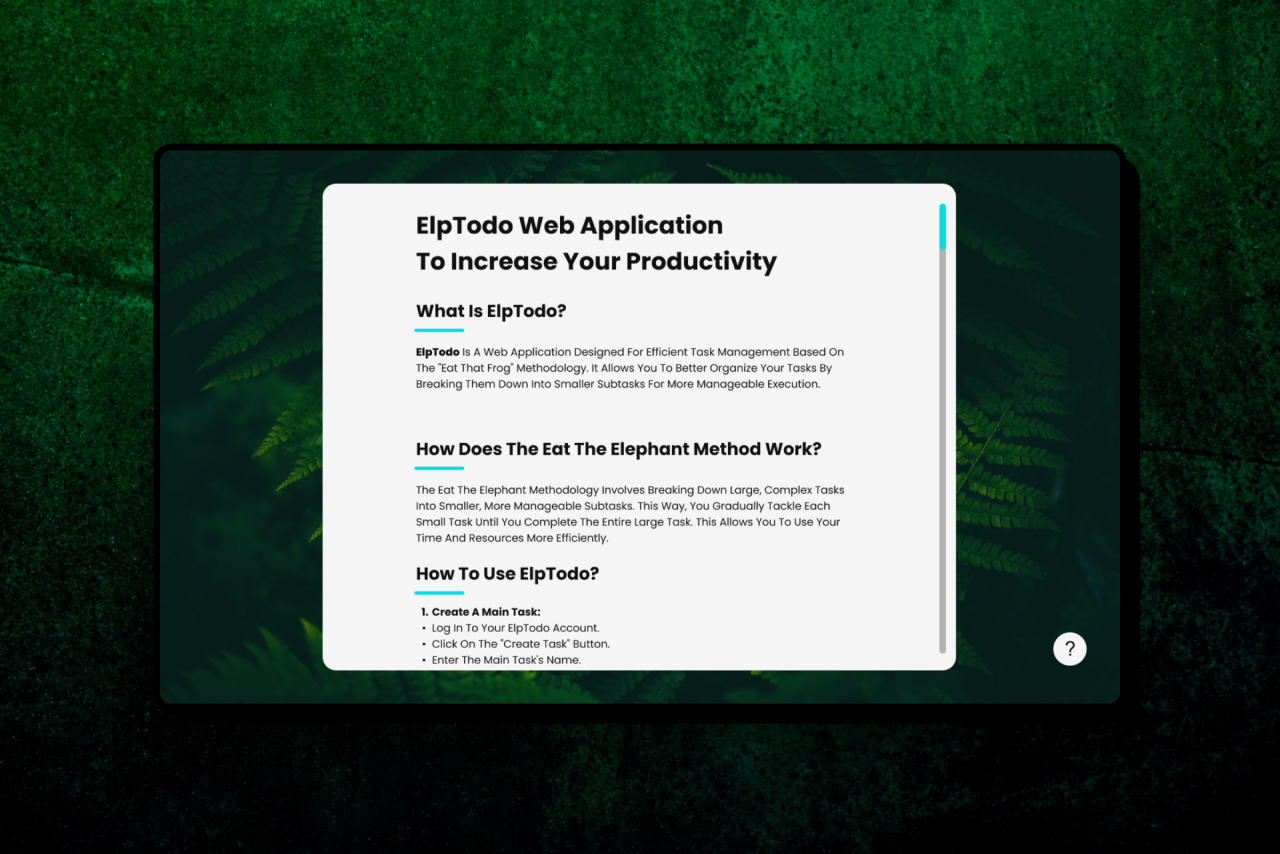 ElpTodo Web Application
To Increase Your Productivity
What Is ElpTodo?
ElpTodo Is A Web Application Designed For Efficient Task Management Based On
The "Eat That Frog" Methodology. It Allows You To Better Organize Your Tasks By
Breaking Them Down Into Smaller Subtasks For More Manageable Execution.
How Does The Eat The Elephant Method Work?
The Eat The Elephant Methodology Involves Breaking Down Large, Complex Tasks
Into Smaller, More Manageable Subtasks. This Way, You Gradually Tackle Each
Small Task Until You Complete The Entire Large Task. This Allows You To Use Your
Time And Resources More Efficiently.
How To Use ElpTodo?
1. Create A Main Task:
• Log In To Your ElpTodo Account.
• Click On The "Create Task" Button.
• Enter The Main Task's Name.
?